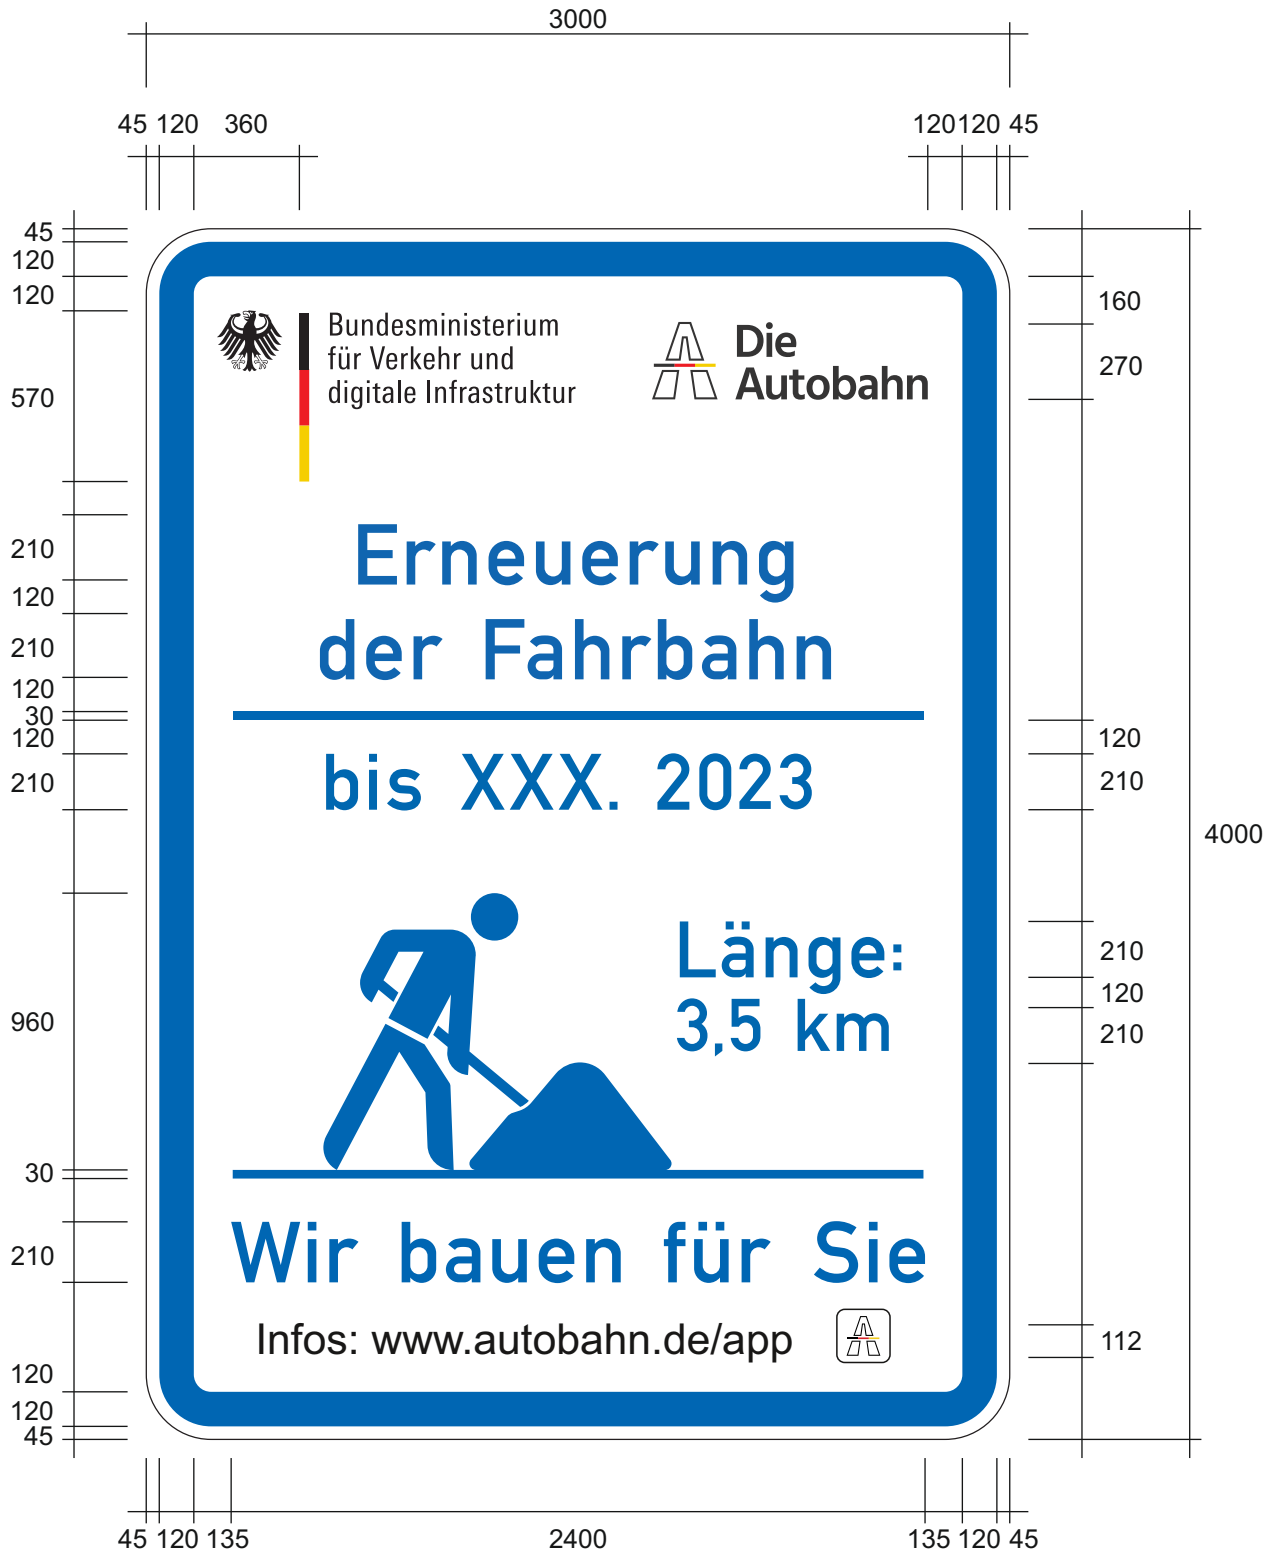 3000
45 120 360
120 120 45
45
120
120
570
210
120
210
120
30
120
210
960
30
210
120
120
45
Bundesministerium
für Verkehr und
digitale Infrastruktur
Die
Autobahn
Erneuerung
der Fahrbahn
bis XXX. 2023
Länge:
3,5 km
Wir bauen für Sie
Infos: www.autobahn.de/app
160
270
120
210
210
120
210
112
4000
45 120 135
2400
135 120 45